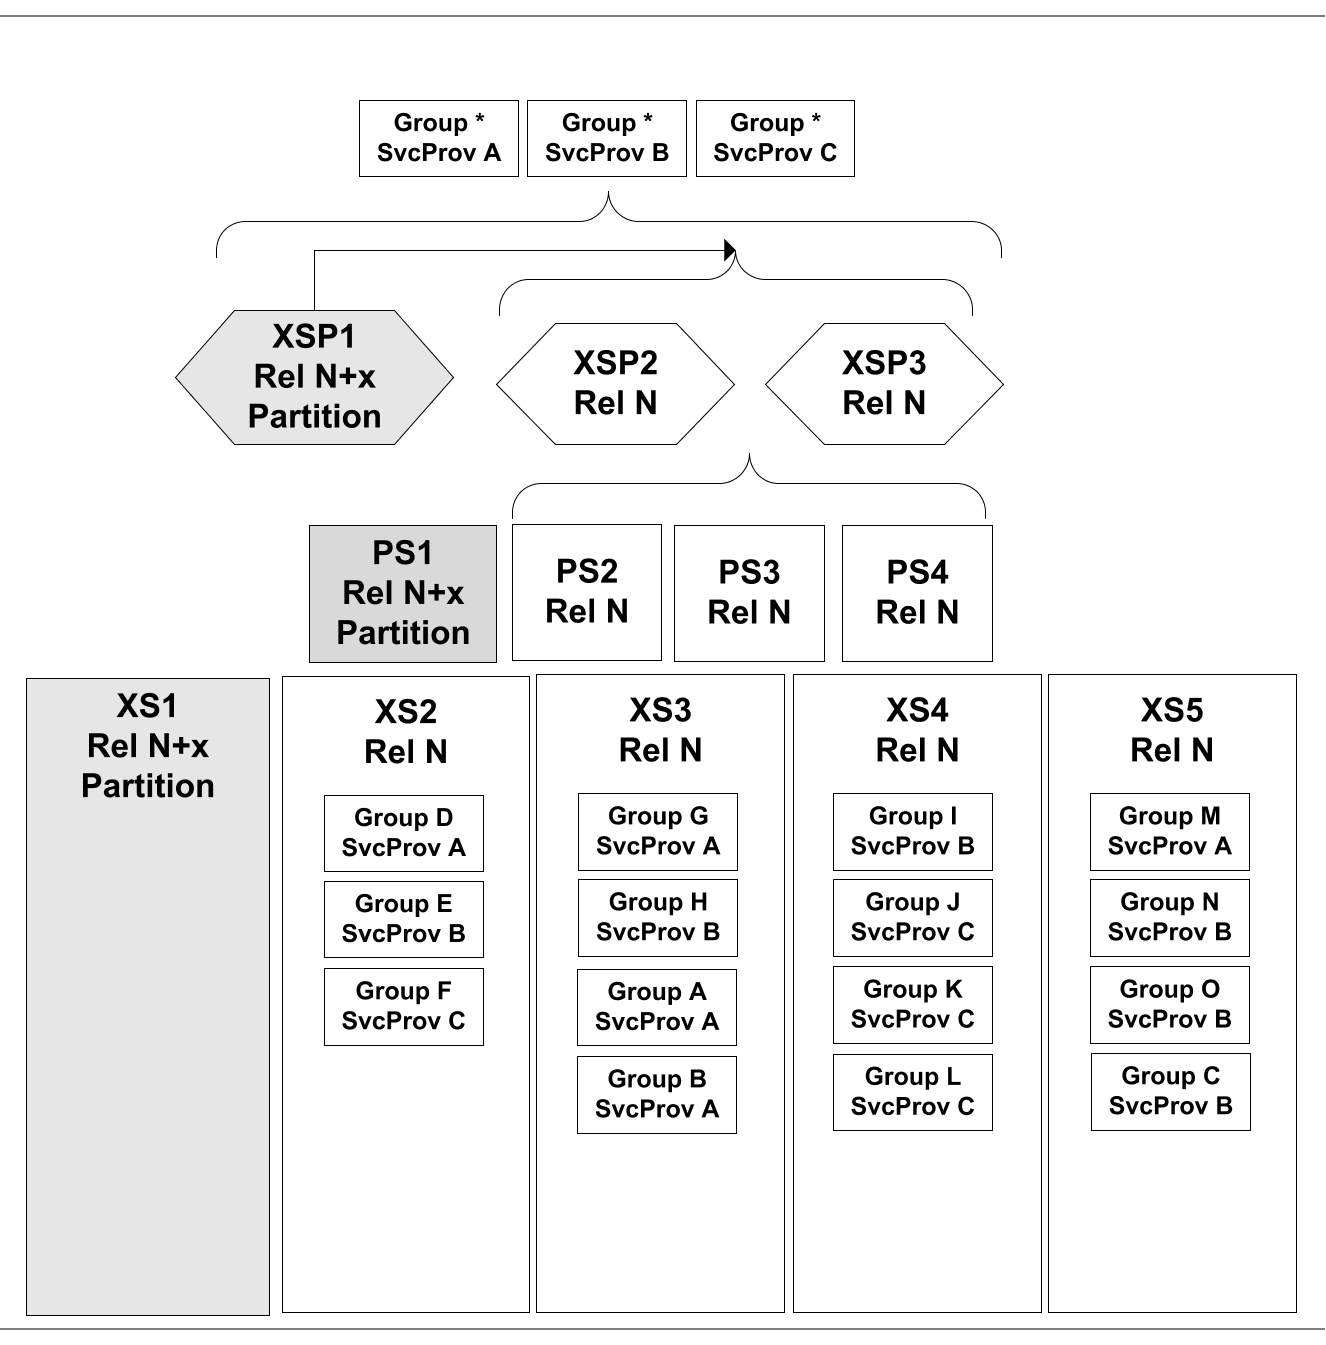 Group *
SvcProv A
Group *
SvcProv B
Group *
SvcProv C
XSP1
Rel N+x
Partition
XSP2
Rel N
XSP3
Rel N
PS1
Rel N+x
Partition
PS2
Rel N
PS3
Rel N
PS4
Rel N
XS1
Rel N+x
Partition
XS2
Rel N
Group D
SvcProv A
Group E
SvcProv B
Group F
SvcProv C
XS3
Rel N
Group G
SvcProv A
Group H
SvcProv B
Group A
SvcProv A
Group B
SvcProv A
XS4
Rel N
Group I
SvcProv B
Group J
SvcProv C
Group K
SvcProv C
Group L
SvcProv C
XS5
Rel N
Group M
SvcProv A
Group N
SvcProv B
Group O
SvcProv B
Group C
SvcProv B